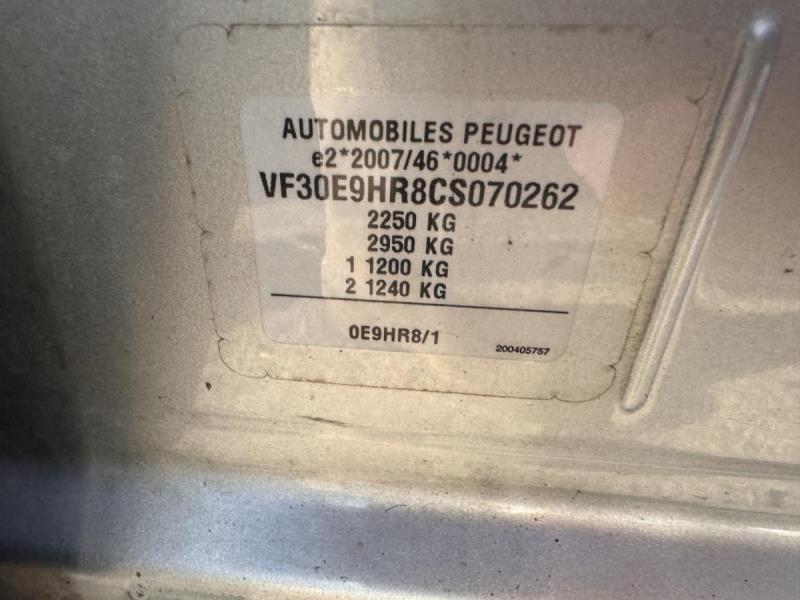 AUTOMOBILES PEUGEOT
e2*2007/46*0004*
VF30E9HR8CS070262
2250 KG
2950 KG
1 1200 KG
2 1240 KG
0E9HR8/1
200405757